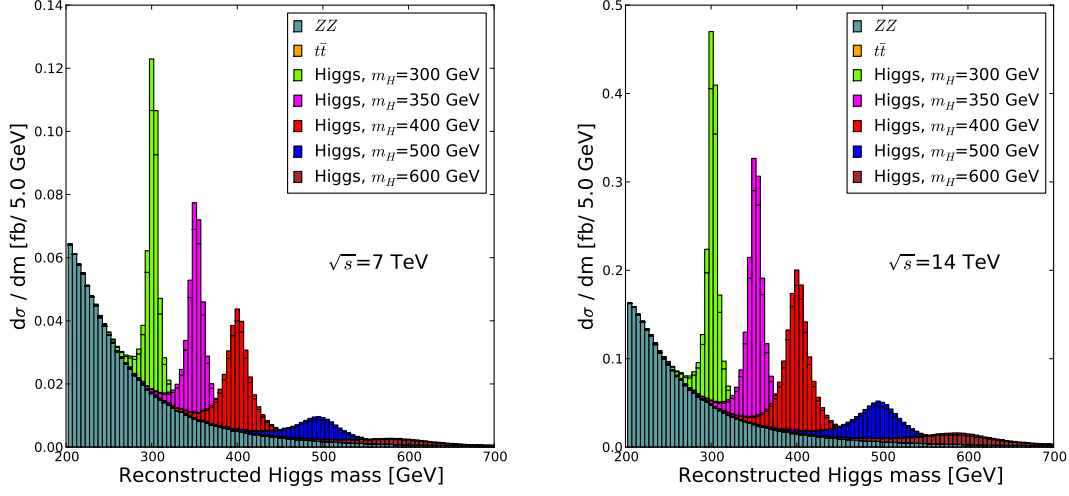 0.14
0.12
0.10
0.08
0.06
0.04
0.02
0.00
dσ / dm [fb/ 5.0 GeV]
ZZ
tt̄
Higgs, m_H=300 GeV
Higgs, m_H=350 GeV
Higgs, m_H=400 GeV
Higgs, m_H=500 GeV
Higgs, m_H=600 GeV
√s=7 TeV
200 300 400 500 600 700
Reconstructed Higgs mass [GeV]
0.5
0.4
0.3
0.2
0.1
0.0
dσ / dm [fb/ 5.0 GeV]
ZZ
tt̄
Higgs, m_H=300 GeV
Higgs, m_H=350 GeV
Higgs, m_H=400 GeV
Higgs, m_H=500 GeV
Higgs, m_H=600 GeV
√s=14 TeV
200 300 400 500 600 700
Reconstructed Higgs mass [GeV]